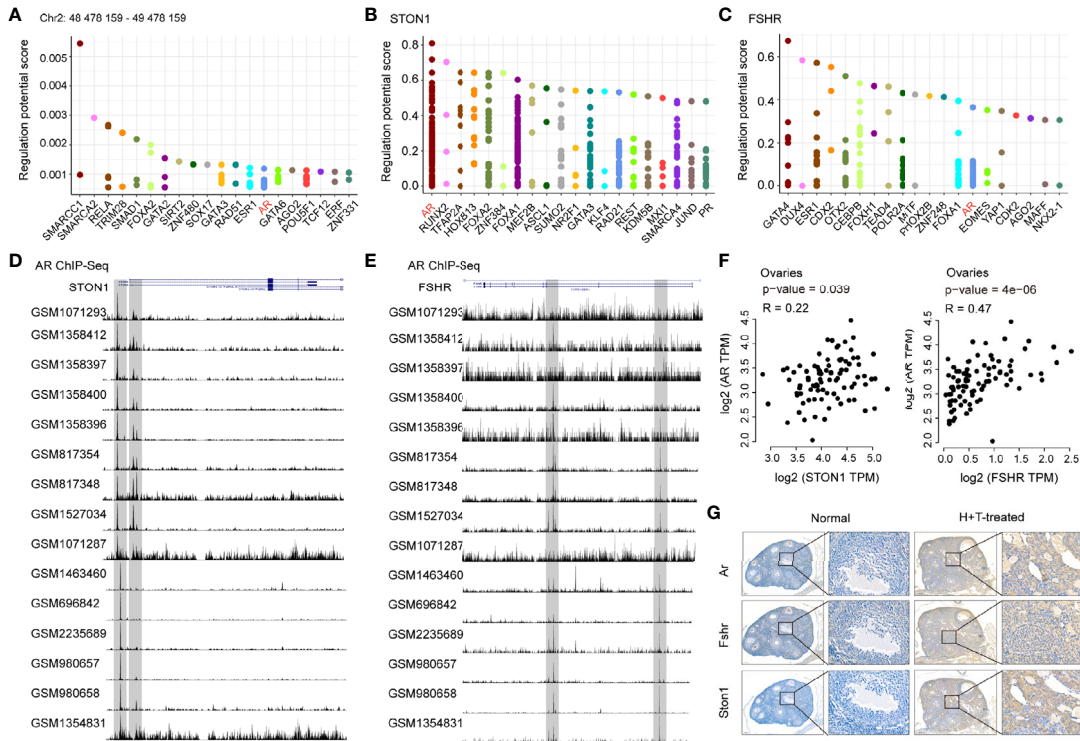 A
Chr2: 48 478 159 - 49 478 159
Regulation potential score
0.005
0.004
0.003
0.002
0.001
SMARCC1
SMARCA2
RELA
TRIM28
SMAD1
FOXA2
GATA2
SIRT2
ZNF480
SOX17
GATA3
RAD51
ESR1
AR
GATA6
AGO2
POU5F1
TCF12
ERF
ZNF331
B
STON1
Regulation potential score
0.8
0.6
0.4
0.2
0.0
AR
RUNX2
TFAP2A
HOXB13
FOXA2
ZNF384
FOXA1
MEF2B
ASCL1
SUMO2
NR2F1
GATA3
KLF4
RAD21
REST
KDM5B
MXI1
SMARCA4
JUND
PR
C
FSHR
Regulation potential score
0.6
0.4
0.2
0.0
GATA4
DUX4
ESR1
CDX2
OTX2
CEBPB
FOXH1
TEAD4
POLR2A
MTF
PHOX2B
ZNF248
FOXA1
AR
EOMES
YAP1
CDK2
AGO2
MAFF
NKX2-1
D
AR ChIP-Seq
STON1
GSM1071293
GSM1358412
GSM1358397
GSM1358400
GSM1358396
GSM817354
GSM817348
GSM1527034
GSM1071287
GSM1463460
GSM696842
GSM2235689
GSM980657
GSM980658
GSM1354831
E
AR ChIP-Seq
FSHR
GSM1071293
GSM1358412
GSM1358397
GSM1358400
GSM1358396
GSM817354
GSM817348
GSM1527034
GSM1071287
GSM1463460
GSM696842
GSM2235689
GSM980657
GSM980658
GSM1354831
F
Ovaries
p-value = 0.039
R = 0.22
log2 (AR TPM)
4.5
4.0
3.5
3.0
2.5
2.0
3.0 3.5 4.0 4.5 5.0
log2 (STON1 TPM)
Ovaries
p-value = 4e-06
R = 0.47
log2 (AR TPM)
4.5
4.0
3.5
3.0
2.5
2.0
0.0 0.5 1.0 1.5 2.0 2.5
log2 (FSHR TPM)
G
Normal
H+T-treated
Ar
Fshr
Ston1